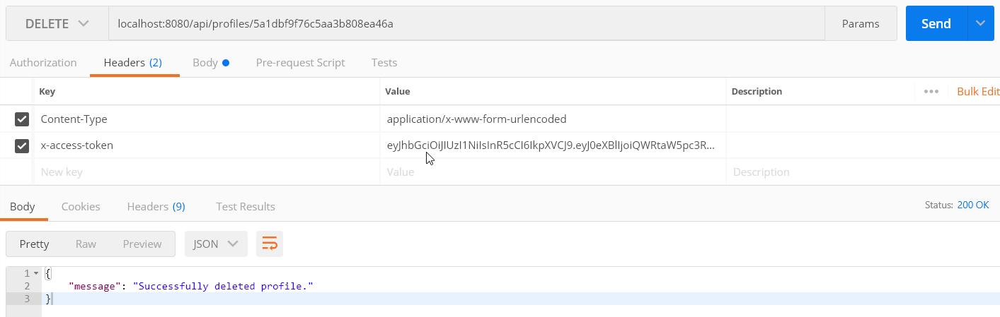 DELETE localhost:8080/api/profiles/5a1dbf9f76c5aa3b808ea46a Params Send
Authorization Headers (2) Body Pre-request Script Tests
Key Value Description ••• Bulk Edit
Content-Type application/x-www-form-urlencoded
x-access-token eyJhbGciOiJIUzI1NiIsInR5cCI6IkpXVCJ9.eyJ0eXBlIjoiQWRtaW5pc3R...
New key Value Description
Body Cookies Headers (9) Test Results Status: 200 OK
Pretty Raw Preview JSON
1 {
2 "message": "Successfully deleted profile."
3 }